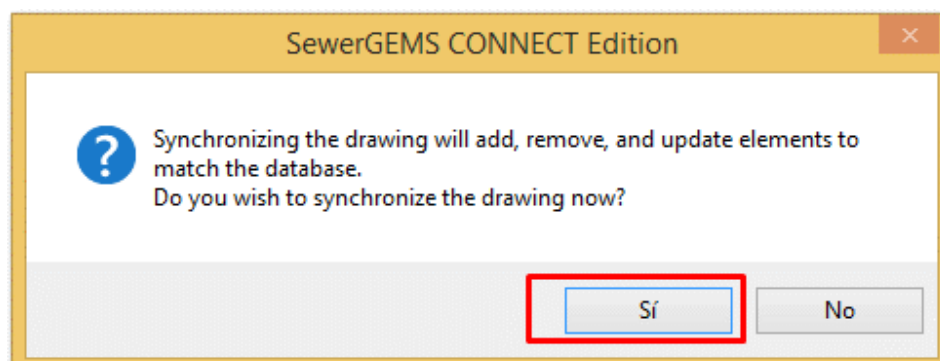 SewerGEMS CONNECT Edition
Synchronizing the drawing will add, remove, and update elements to
match the database.
Do you wish to synchronize the drawing now?
Sí
No